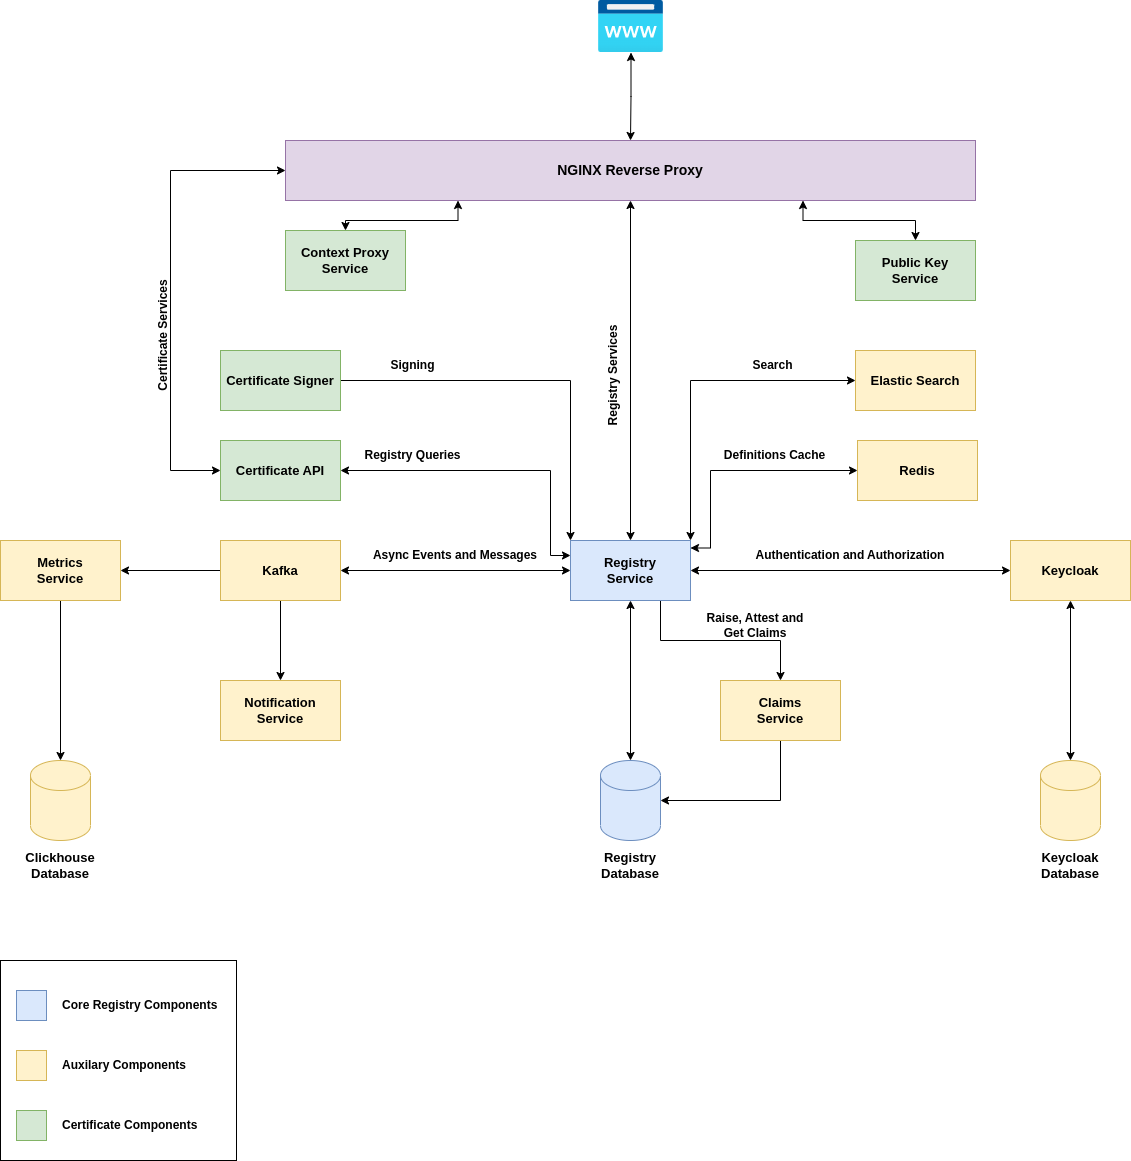 WWW
NGINX Reverse Proxy
Context Proxy
Service
Public Key
Service
Certificate Services
Registry Services
Certificate Signer
Signing
Search
Elastic Search
Certificate API
Registry Queries
Definitions Cache
Redis
Metrics
Service
Kafka
Async Events and Messages
Registry
Service
Authentication and Authorization
Keycloak
Raise, Attest and
Get Claims
Notification
Service
Claims
Service
Clickhouse
Database
Registry
Database
Keycloak
Database
Core Registry Components
Auxilary Components
Certificate Components